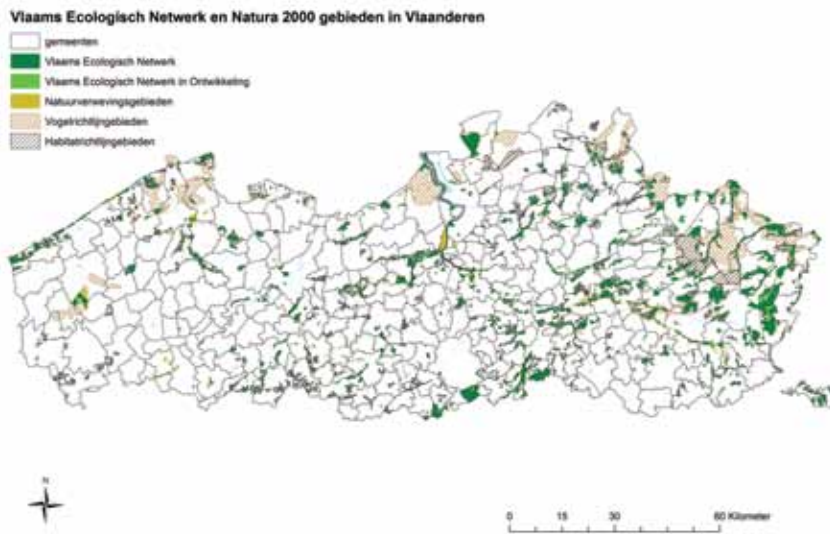 Vlaams Ecologisch Netwerk en Natura 2000 gebieden in Vlaanderen
gemeenten
Vlaams Ecologisch Netwerk
Vlaams Ecologisch Netwerk in Ontwikkeling
Natuurverwevingsgebieden
Vogelrichtlijngebieden
Habitatrichtlijngebieden
N
0 15 30 60 Kilometer